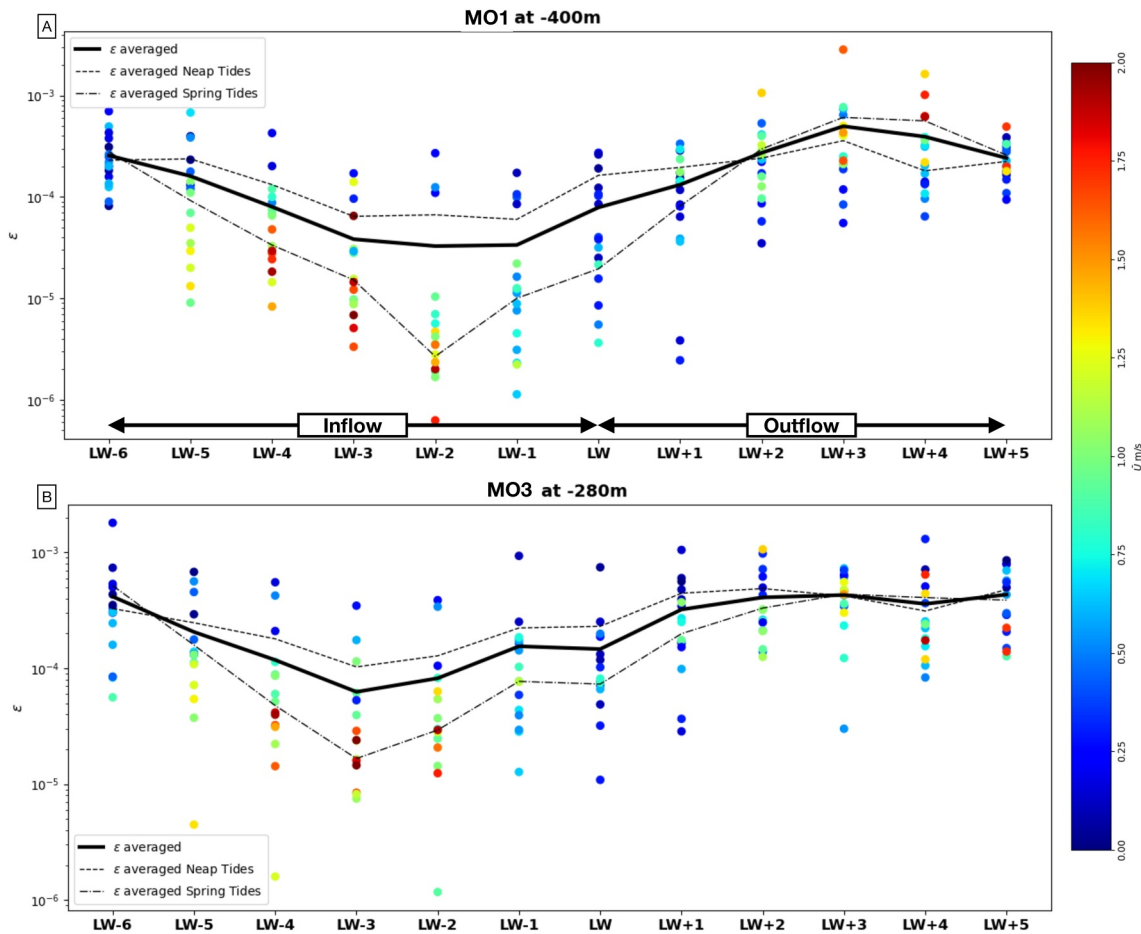 A
MO1 at -400m
ε averaged
ε averaged Neap Tides
ε averaged Spring Tides
10⁻³
10⁻⁴
10⁻⁵
10⁻⁶
ε
Inflow
Outflow
LW-6 LW-5 LW-4 LW-3 LW-2 LW-1 LW LW+1 LW+2 LW+3 LW+4 LW+5
B
MO3 at -280m
10⁻³
10⁻⁴
10⁻⁵
10⁻⁶
ε
ε averaged
ε averaged Neap Tides
ε averaged Spring Tides
LW-6 LW-5 LW-4 LW-3 LW-2 LW-1 LW LW+1 LW+2 LW+3 LW+4 LW+5
2.00
1.75
1.50
1.25
1.00
0.75
0.50
0.25
0.00
U m/s